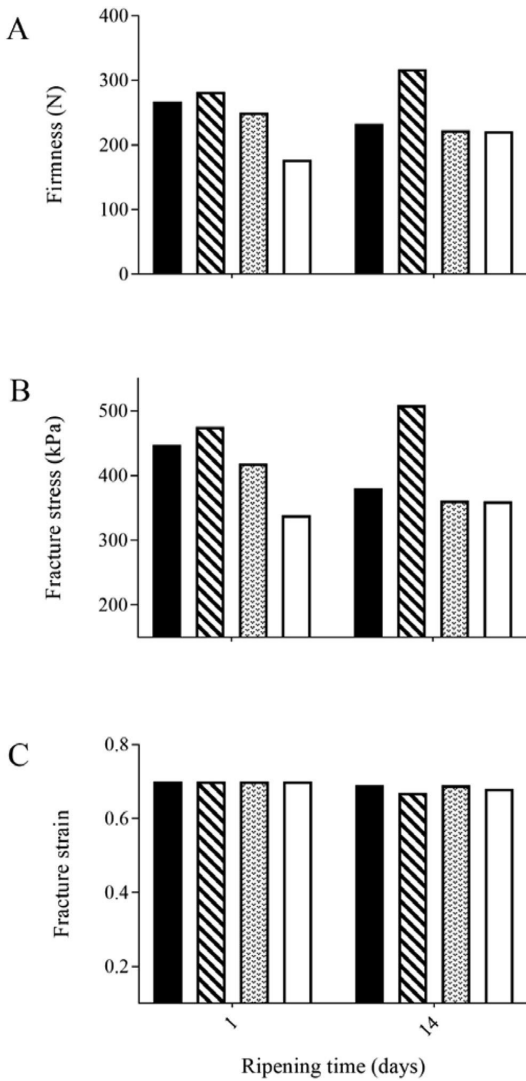 A
Firmness (N)
400
300
200
100
0
B
Fracture stress (kPa)
500
400
300
200
C
Fracture strain
0.8
0.6
0.4
0.2
1
14
Ripening time (days)